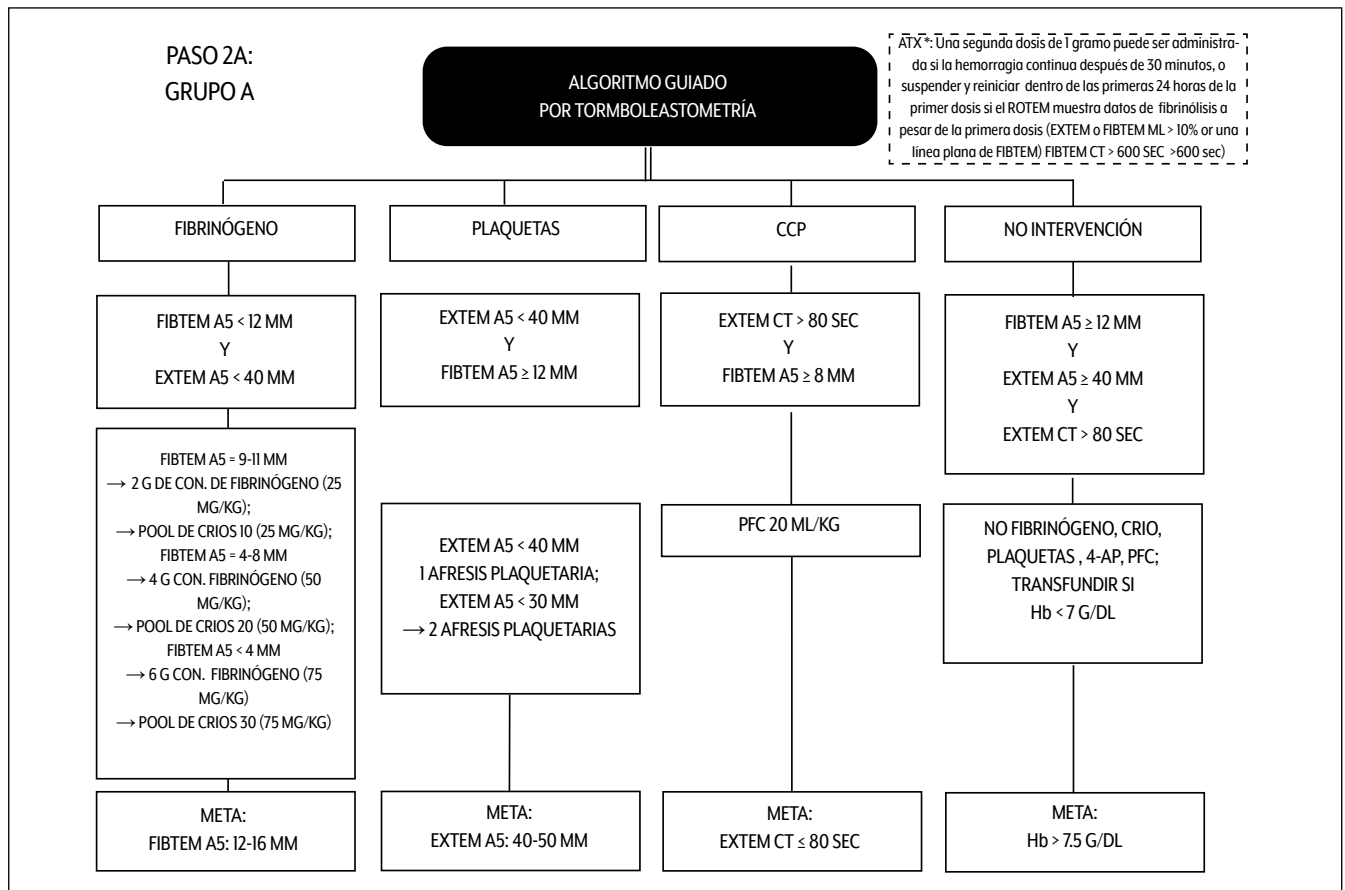 PASO 2A:
GRUPO A
ALGORITMO GUIADO
POR TORMBOLEASTOMETRÍA
ATX *: Una segunda dosis de 1 gramo puede ser administra-
da si la hemorragia continua después de 30 minutos, o
suspender y reiniciar dentro de las primeras 24 horas de la
primer dosis si el ROTEM muestra datos de fibrinólisis a
pesar de la primera dosis (EXTEM o FIBTEM ML > 10% or una
línea plana de FIBTEM) FIBTEM CT > 600 SEC >600 sec)
FIBRINÓGENO
FIBTEM A5 < 12 MM
Y
EXTEM A5 < 40 MM
FIBTEM A5 = 9-11 MM
→ 2 G DE CON. DE FIBRINÓGENO (25
MG/KG);
→ POOL DE CRIOS 10 (25 MG/KG);
FIBTEM A5 = 4-8 MM
→ 4 G CON. FIBRINÓGENO (50
MG/KG);
→ POOL DE CRIOS 20 (50 MG/KG);
FIBTEM A5 < 4 MM
→ 6 G CON. FIBRINÓGENO (75
MG/KG)
→ POOL DE CRIOS 30 (75 MG/KG)
META:
FIBTEM A5: 12-16 MM
PLAQUETAS
EXTEM A5 < 40 MM
Y
FIBTEM A5 ≥ 12 MM
EXTEM A5 < 40 MM
1 AFRESIS PLAQUETARIA;
EXTEM A5 < 30 MM
→ 2 AFRESIS PLAQUETARIAS
META:
EXTEM A5: 40-50 MM
CCP
EXTEM CT > 80 SEC
Y
FIBTEM A5 ≥ 8 MM
PFC 20 ML/KG
META:
EXTEM CT ≤ 80 SEC
NO INTERVENCIÓN
FIBTEM A5 ≥ 12 MM
Y
EXTEM A5 ≥ 40 MM
Y
EXTEM CT > 80 SEC
NO FIBRINÓGENO, CRIO,
PLAQUETAS , 4-AP, PFC;
TRANSFUNDIR SI
Hb < 7 G/DL
META:
Hb > 7.5 G/DL